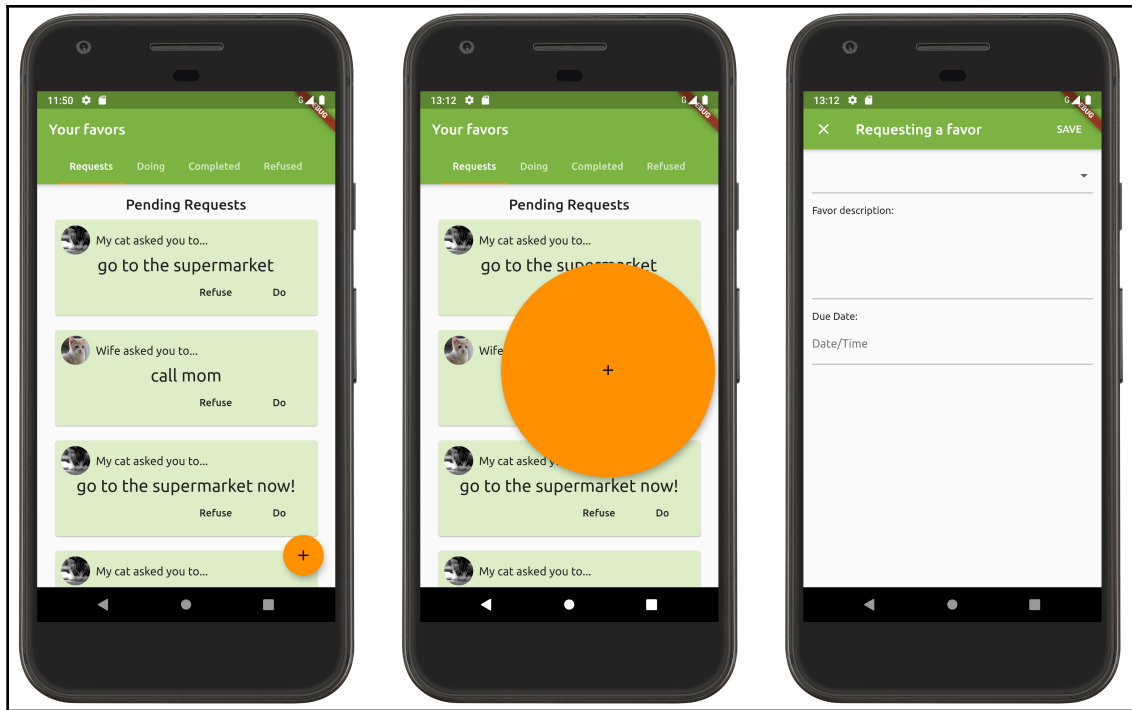 11:50 G
DEBUG
Your favors
Requests Doing Completed Refused
Pending Requests
My cat asked you to...
go to the supermarket
Refuse Do
Wife asked you to...
call mom
Refuse Do
My cat asked you to...
go to the supermarket now!
Refuse Do
+
My cat asked you to...
13:12 G
DEBUG
Your favors
Requests Doing Completed Refused
Pending Requests
My cat asked you to...
go to the supermarket
Wife
+
My cat asked y
go to the supermarket now!
Refuse Do
My cat asked you to...
13:12 G
DEBUG
× Requesting a favor SAVE
Favor description:
Due Date:
Date/Time